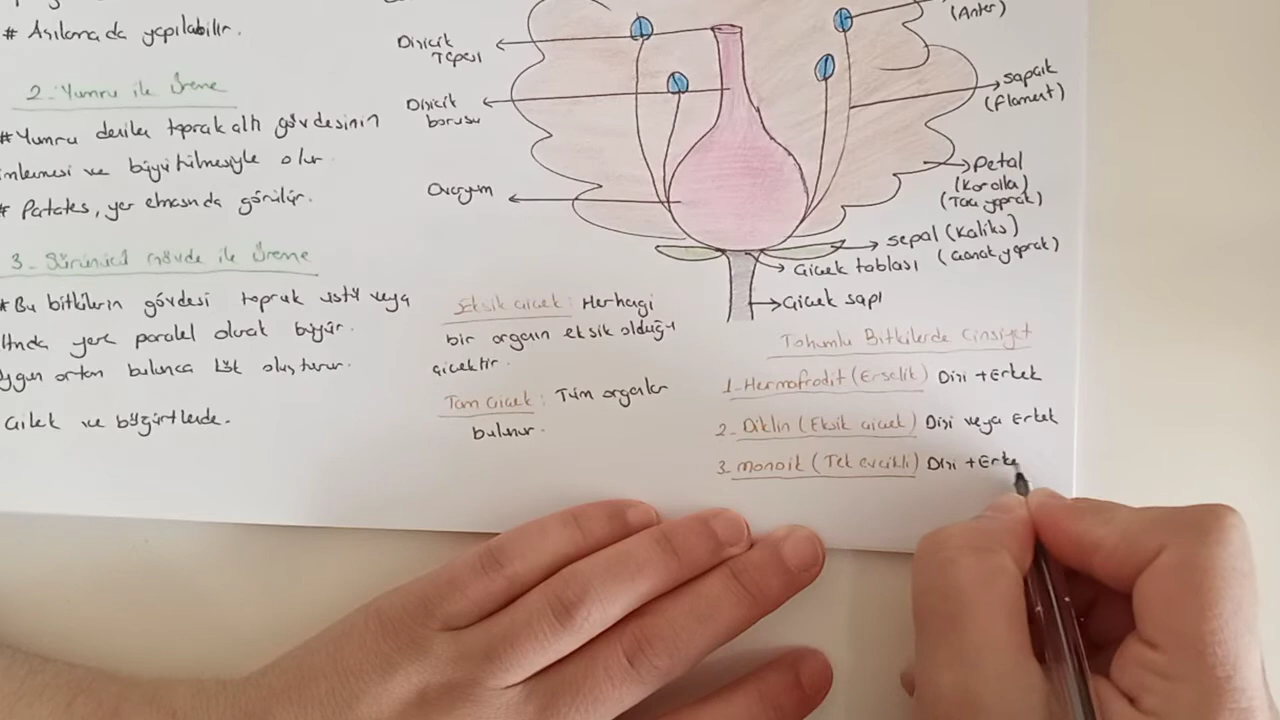 # Aşılama da yapılabilir.
2. Yumru ile Üreme
# Yumru denilen toprak altı gövdesinin
ve büyütülmesiyle olur.
# Patates, yer elmasında görülür.
3. Sürünücü Gövde ile Üreme
# Bu bitkilerin gövdesi toprak üstü veya
yere paralel olarak büyür.
ortam bulunca kök oluşturur.
Çilek ve böğürtlende.
Dişicik
Tepesi
Dişicik
borusu
Ovaryum
(Anter)
sapçık
(filament)
Petal
(Korolla)
(Taç yaprak)
sepal (Kaliks)
(Çanak yaprak)
Çiçek tablası
Çiçek sapı
Eksik çiçek: Herhangi
bir organın eksik olduğu
çiçektir.
Tam Çiçek: Tüm organlar
bulunur.
Tohumlu Bitkilerde Cinsiyet
1. Hermofrodit (Erselik) Dişi + Erkek
2. Diklin (Eksik çiçek) Dişi veya Erkek
3. monoik (Tek evcikli) Dişi + Erke